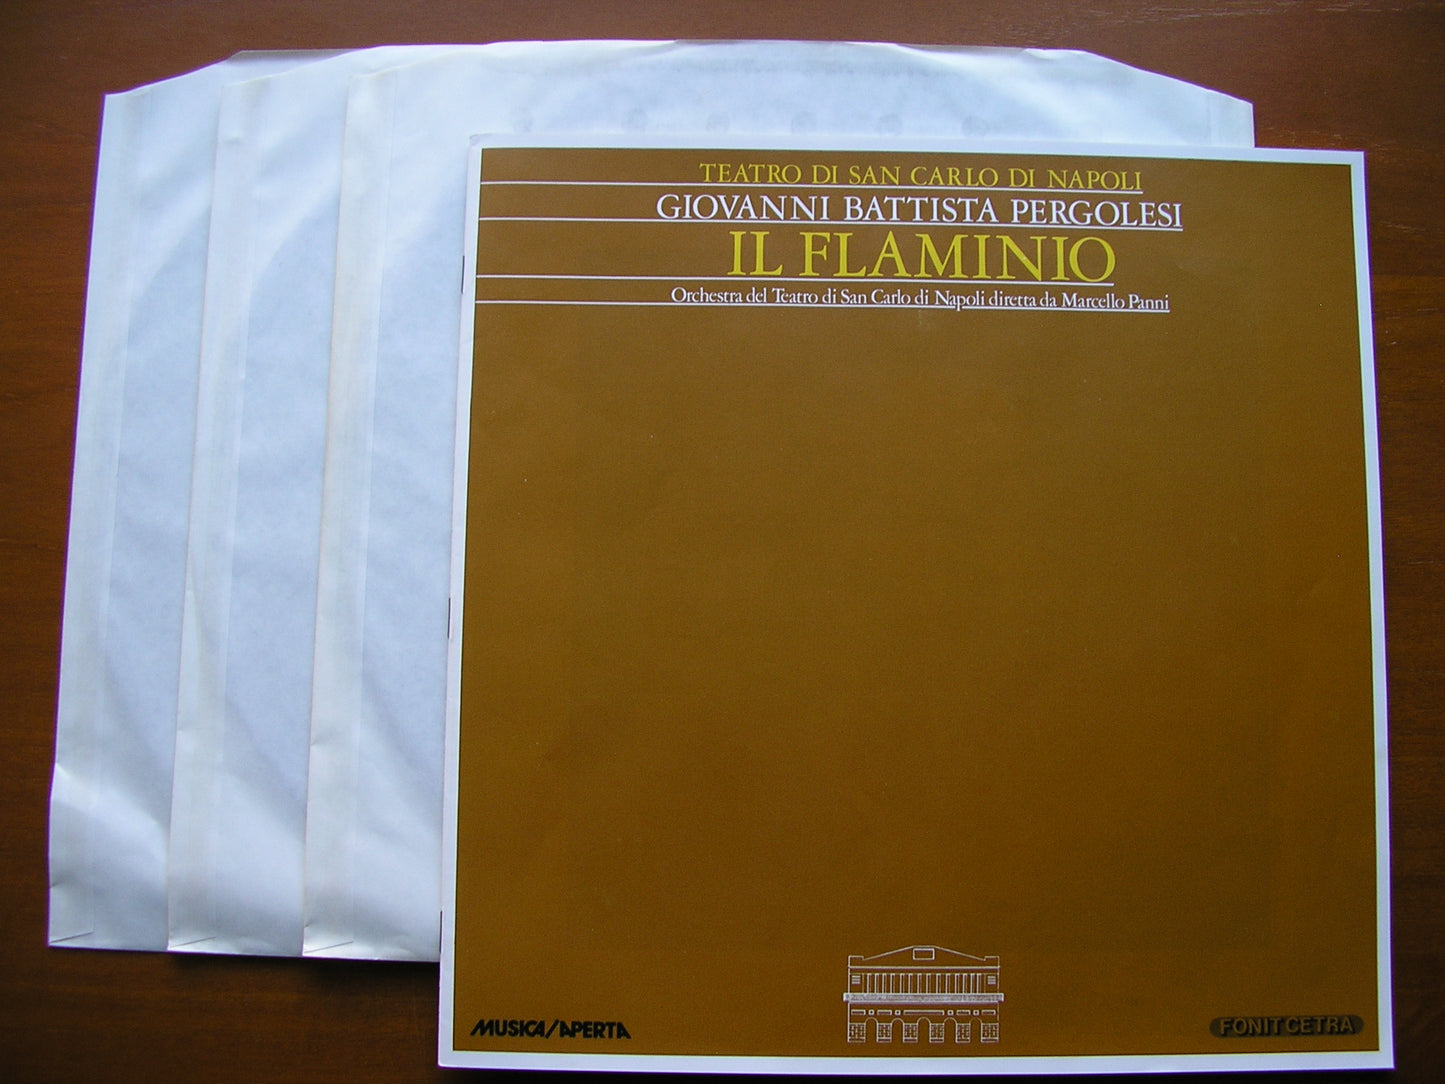 TEATRO DI SAN CARLO DI NAPOLI
GIOVANNI BATTISTA PERGOLESI
IL FLAMINIO
Orchestra del Teatro di San Carlo di Napoli diretta da Marcello Panni
MUSICA/APERTA
FONIT CETRA